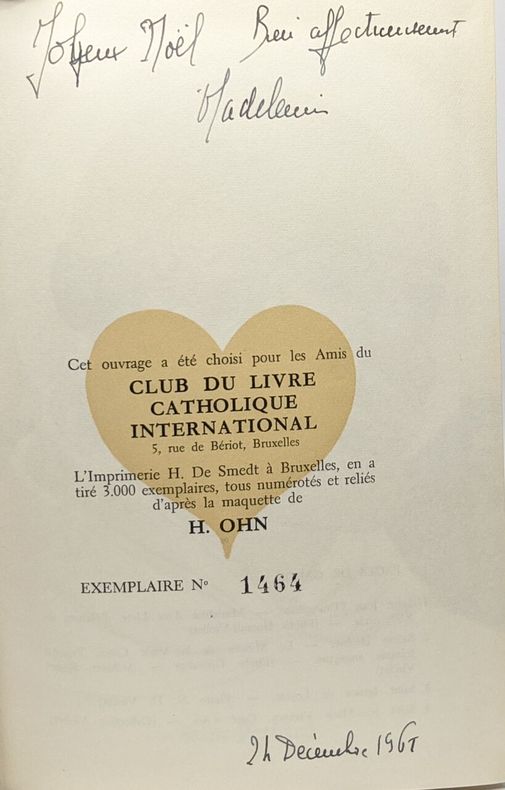 Joyeux Noël Bien affectueusement
Madeleine
Cet ouvrage a été choisi pour les Amis du
CLUB DU LIVRE
CATHOLIQUE
INTERNATIONAL
5, rue de Bériot, Bruxelles
L'Imprimerie H. De Smedt à Bruxelles, en a
tiré 3.000 exemplaires, tous numérotés et reliés
d'après la maquette de
H. OHN
EXEMPLAIRE Nº 1464
24 Décembre